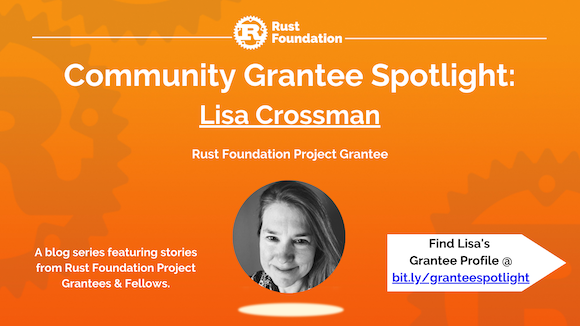 Rust
Foundation
Community Grantee Spotlight:
Lisa Crossman
Rust Foundation Project Grantee
A blog series featuring stories
from Rust Foundation Project
Grantees & Fellows.
Find Lisa's
Grantee Profile @
bit.ly/granteespotlight